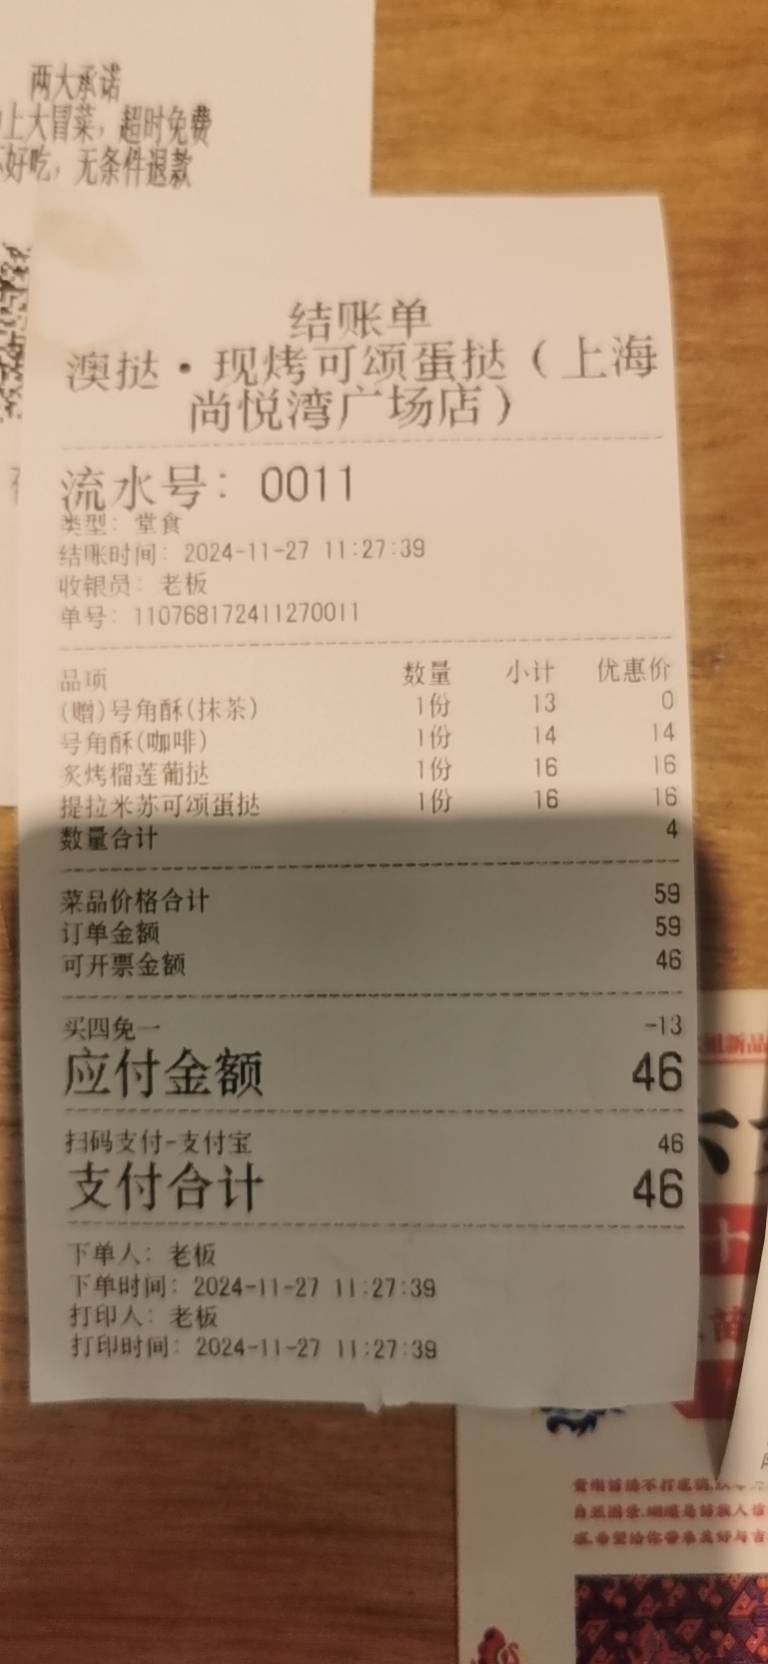 两大承诺
上大冒菜，超时免费
好吃，无条件退款
结账单
澳挞·现烤可颂蛋挞（上海
尚悦湾广场店）
流水号：0011
类型：堂食
结账时间：2024-11-27 11:27:39
收银员：老板
单号：110768172411270011
品项 数量 小计 优惠价
(赠)号角酥(抹茶) 1份 13 0
号角酥(咖啡) 1份 14 14
炙烤榴莲葡挞 1份 16 16
提拉米苏可颂蛋挞 1份 16 16
数量合计 4
菜品价格合计 59
订单金额 59
可开票金额 46
买四免一 -13
应付金额 46
扫码支付-支付宝 46
支付合计 46
下单人：老板
下单时间：2024-11-27 11:27:39
打印人：老板
打印时间：2024-11-27 11:27:39
新品
十
苗